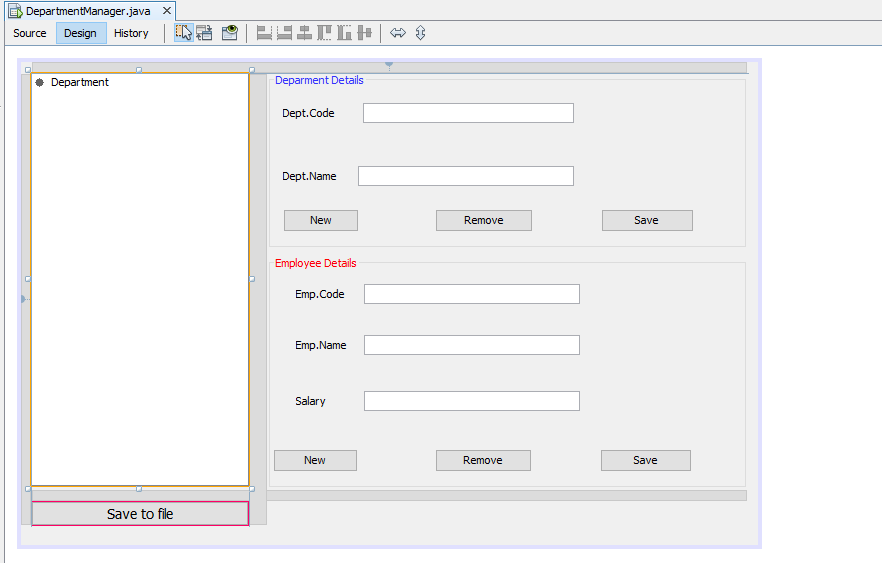 DepartmentManager.java
Source Design History
Department
Deparment Details
Dept.Code
Dept.Name
New Remove Save
Employee Details
Emp.Code
Emp.Name
Salary
New Remove Save
Save to file